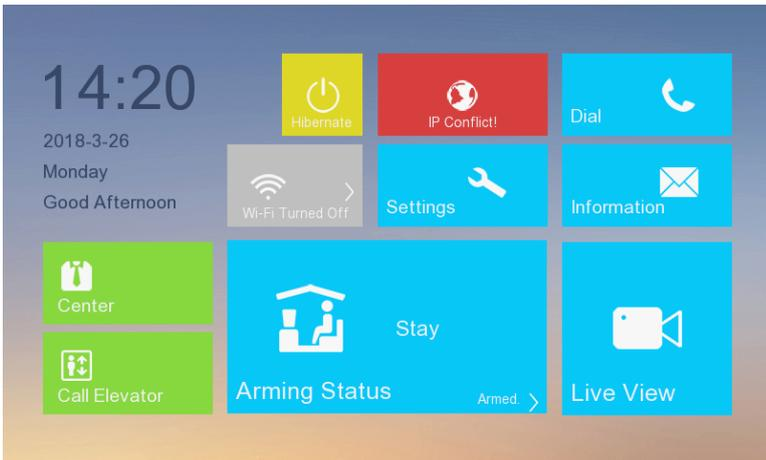 14:20
2018-3-26
Monday
Good Afternoon
Hibernate
IP Conflict!
Dial
Wi-Fi Turned Off
Settings
Information
Center
Call Elevator
Stay
Arming Status
Armed.
Live View